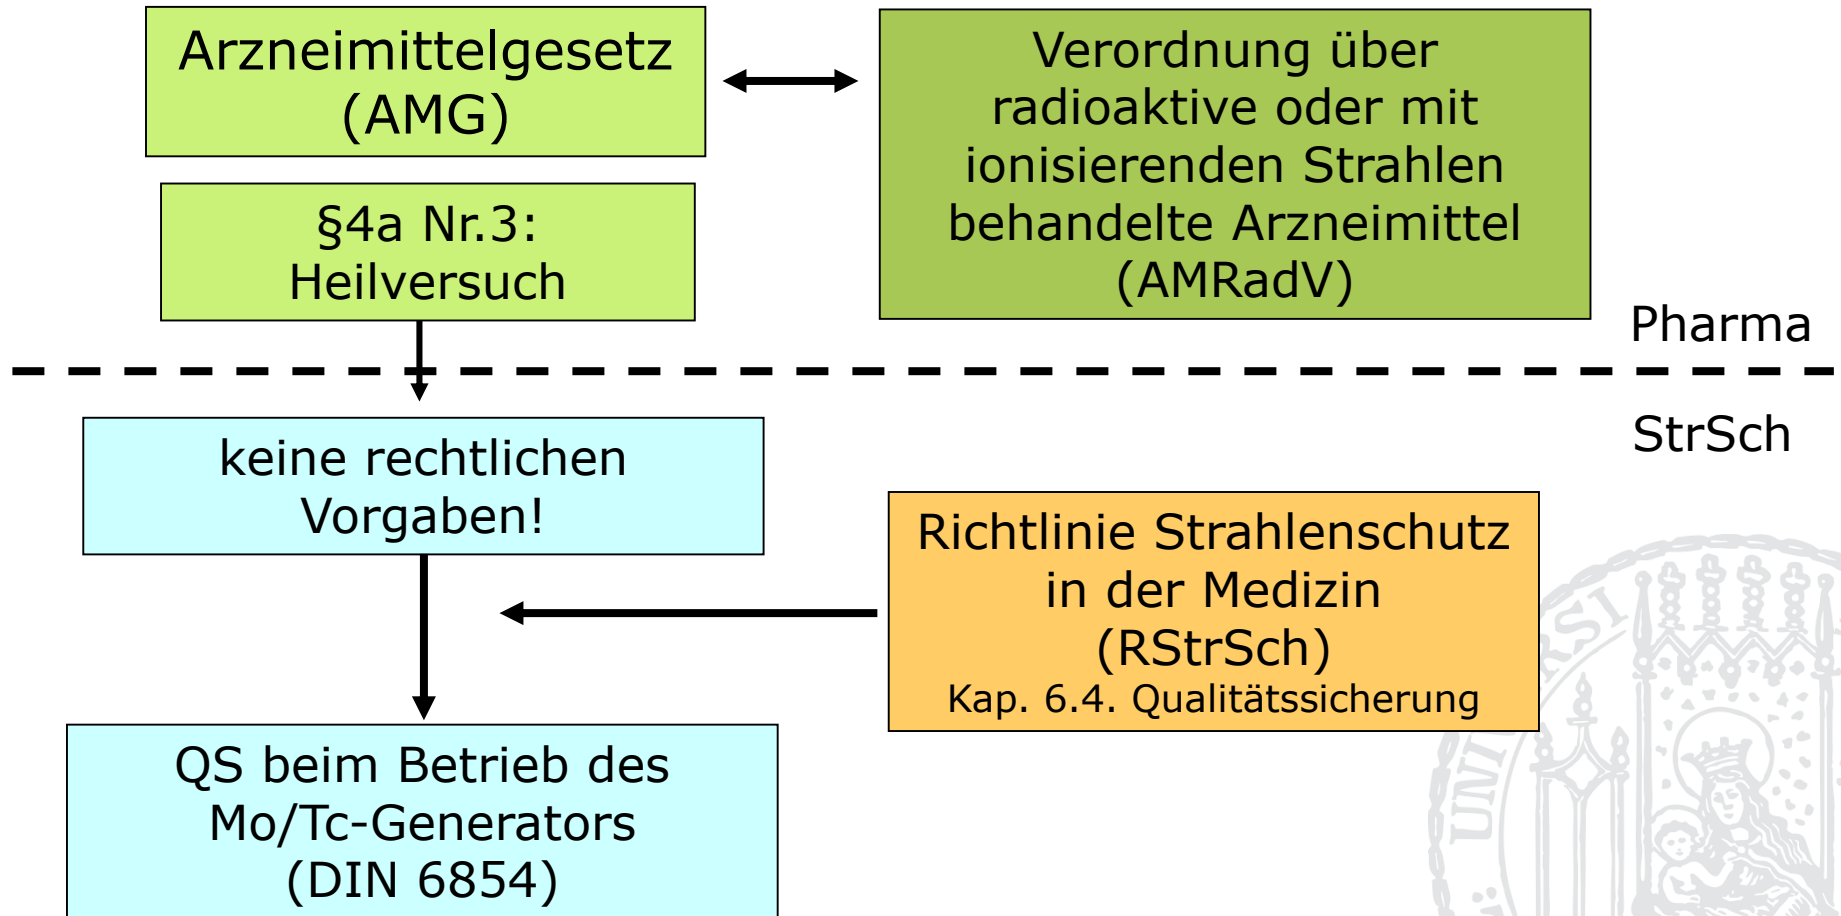 Arzneimittelgesetz
(AMG)
Verordnung über
radioaktive oder mit
ionisierenden Strahlen
behandelte Arzneimittel
(AMRadV)
§4a Nr.3:
Heilversuch
Pharma
StrSch
keine rechtlichen
Vorgaben!
Richtlinie Strahlenschutz
in der Medizin
(RStrSch)
Kap. 6.4. Qualitätssicherung
QS beim Betrieb des
Mo/Tc-Generators
(DIN 6854)